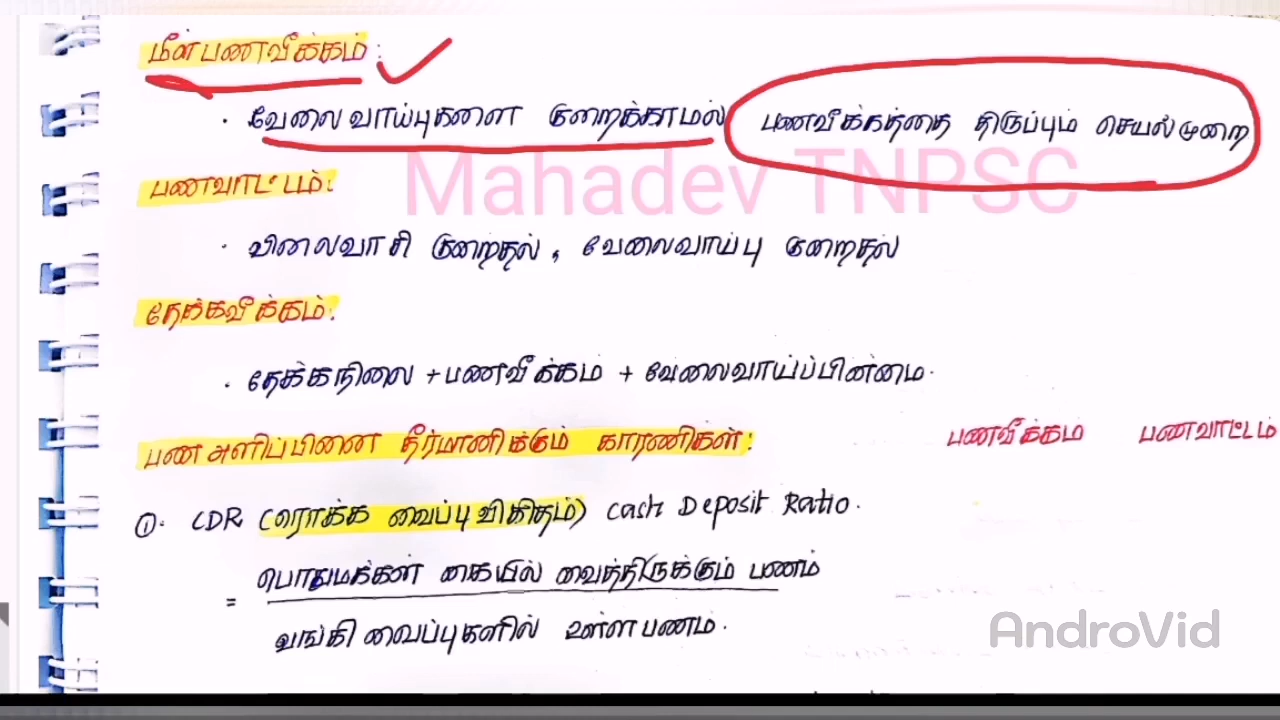 மீள்பணவீக்கம் :
· வேலைவாய்புகளை குறைக்காமல் பணவீக்கத்தை திருப்பும் செயல்முறை
Mahadev TNPSC
பணவாட்டம்:
· விலைவாசி குறைதல், வேலைவாய்பு குறைதல்
தேக்கவீக்கம்:
· தேக்கநிலை + பணவீக்கம் + வேலைவாய்ப்பின்மை.
பண அளிப்பினை தீர்மானிக்கும் காரணிகள்: பணவீக்கம் பணவாட்டம்
①. CDR (ரொக்க வைப்பு விகிதம்) Cash Deposit Ratio.
= பொதுமக்கள் கையில் வைத்திருக்கும் பணம்
வங்கி வைப்புகளில் உள்ள பணம்.
AndroVid